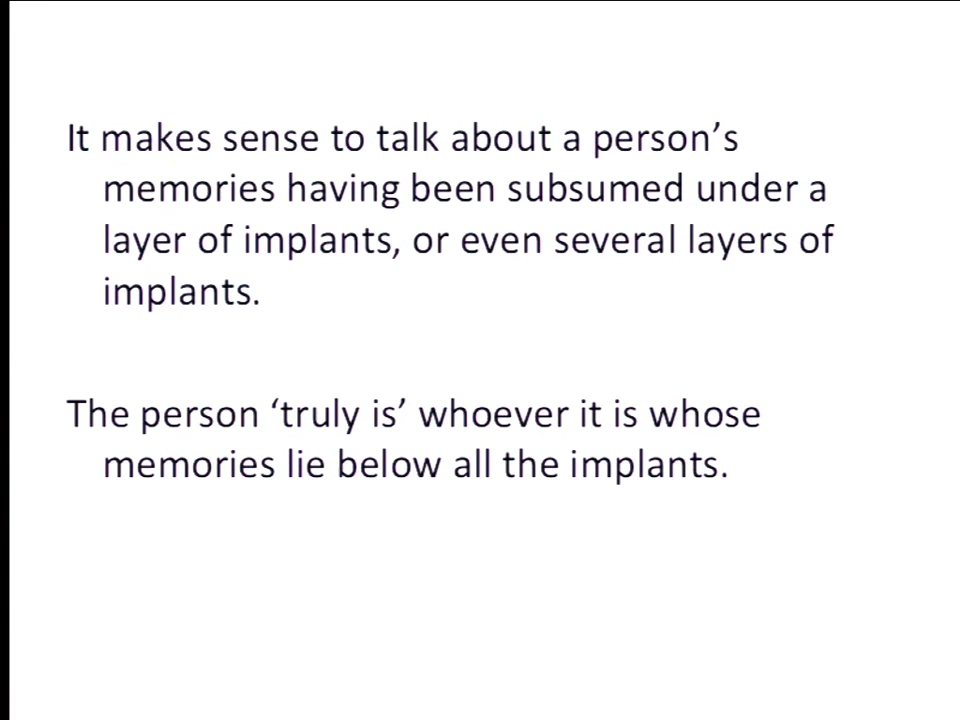 It makes sense to talk about a person’s
memories having been subsumed under a
layer of implants, or even several layers of
implants.
The person ‘truly is’ whoever it is whose
memories lie below all the implants.